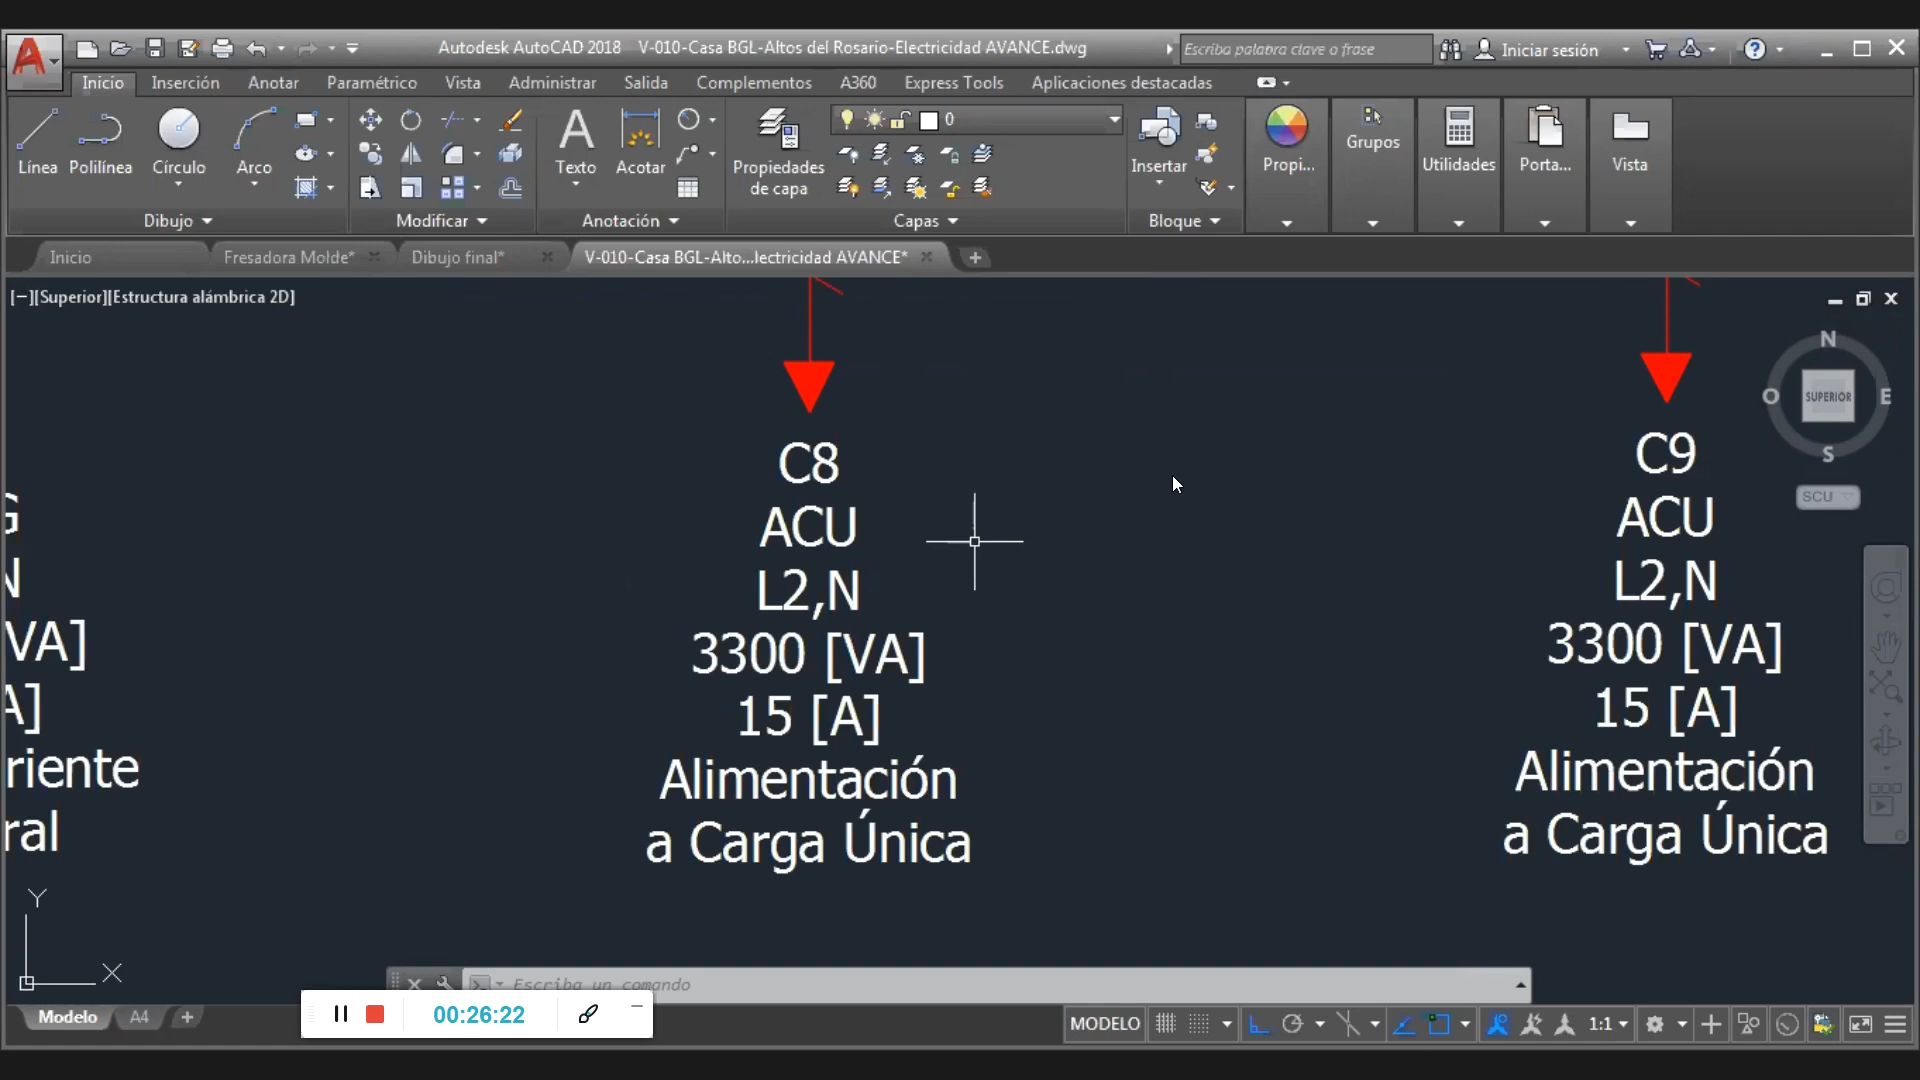 Autodesk AutoCAD 2018 V-010-Casa BGL-Altos del Rosario-Electricidad AVANCE.dwg
Escriba palabra clave o frase
Iniciar sesión
Inicio Inserción Anotar Paramétrico Vista Administrar Salida Complementos A360 Express Tools Aplicaciones destacadas
0
Línea Polilínea Círculo Arco
Texto Acotar
Propiedades
de capa
Insertar
Propi...
Grupos
Utilidades
Porta...
Vista
Dibujo Modificar Anotación Capas Bloque
Inicio Fresadora Molde* Dibujo final* V-010-Casa BGL-Alto...lectricidad AVANCE*
[−][Superior][Estructura alámbrica 2D]
N
O SUPERIOR E
S
SCU
C8
ACU
L2,N
3300 [VA]
15 [A]
Alimentación
a Carga Única
C9
ACU
L2,N
3300 [VA]
15 [A]
Alimentación
a Carga Única
G
N
VA]
A]
riente
ral
Y
X
Escriba un comando
00:26:22
Modelo A4
MODELO
1:1